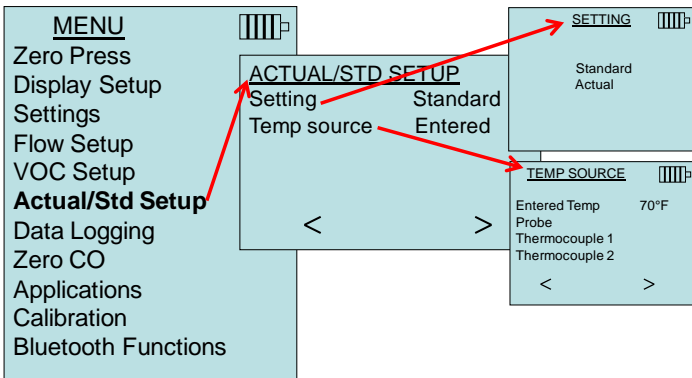 MENU
Zero Press
Display Setup
Settings
Flow Setup
VOC Setup
Actual/Std Setup
Data Logging
Zero CO
Applications
Calibration
Bluetooth Functions
ACTUAL/STD SETUP
Setting Standard
Temp source Entered
< >
SETTING
Standard
Actual
TEMP SOURCE
Entered Temp 70°F
Probe
Thermocouple 1
Thermocouple 2
< >